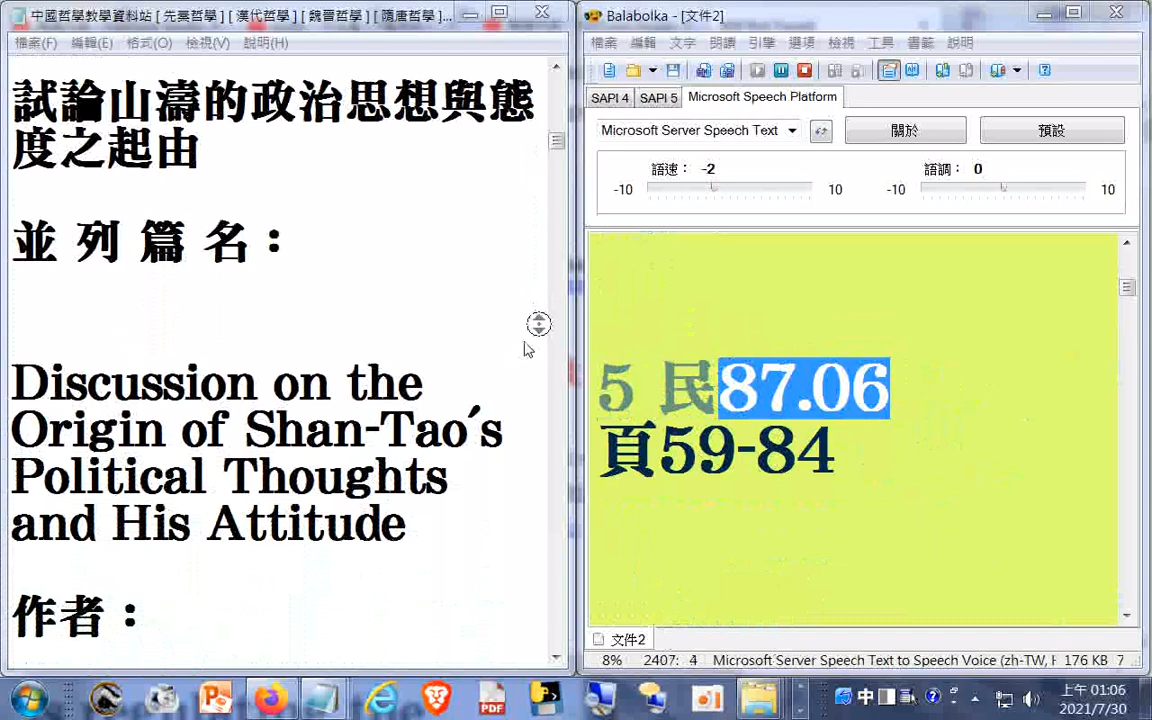 中國哲學教學資料站 [ 先秦哲學 ] [ 漢代哲學 ] [ 魏晉哲學 ] [ 隋唐哲學 ]...
檔案(F) 編輯(E) 格式(O) 檢視(V) 說明(H)
試論山濤的政治思想與態
度之起由
並 列 篇 名：
Discussion on the
Origin of Shan-Tao's
Political Thoughts
and His Attitude
作者：
Balabolka - [文件2]
檔案 編輯 文字 朗讀 引擎 選項 檢視 工具 書籤 說明
SAPI 4 SAPI 5 Microsoft Speech Platform
Microsoft Server Speech Text 關於 預設
語速： -2 語調： 0
-10 10 -10 10
5 民87.06
頁59-84
文件2
8% 2407: 4 Microsoft Server Speech Text to Speech Voice (zh-TW, H 176 KB 7
PDF
中
上午 01:06
2021/7/30